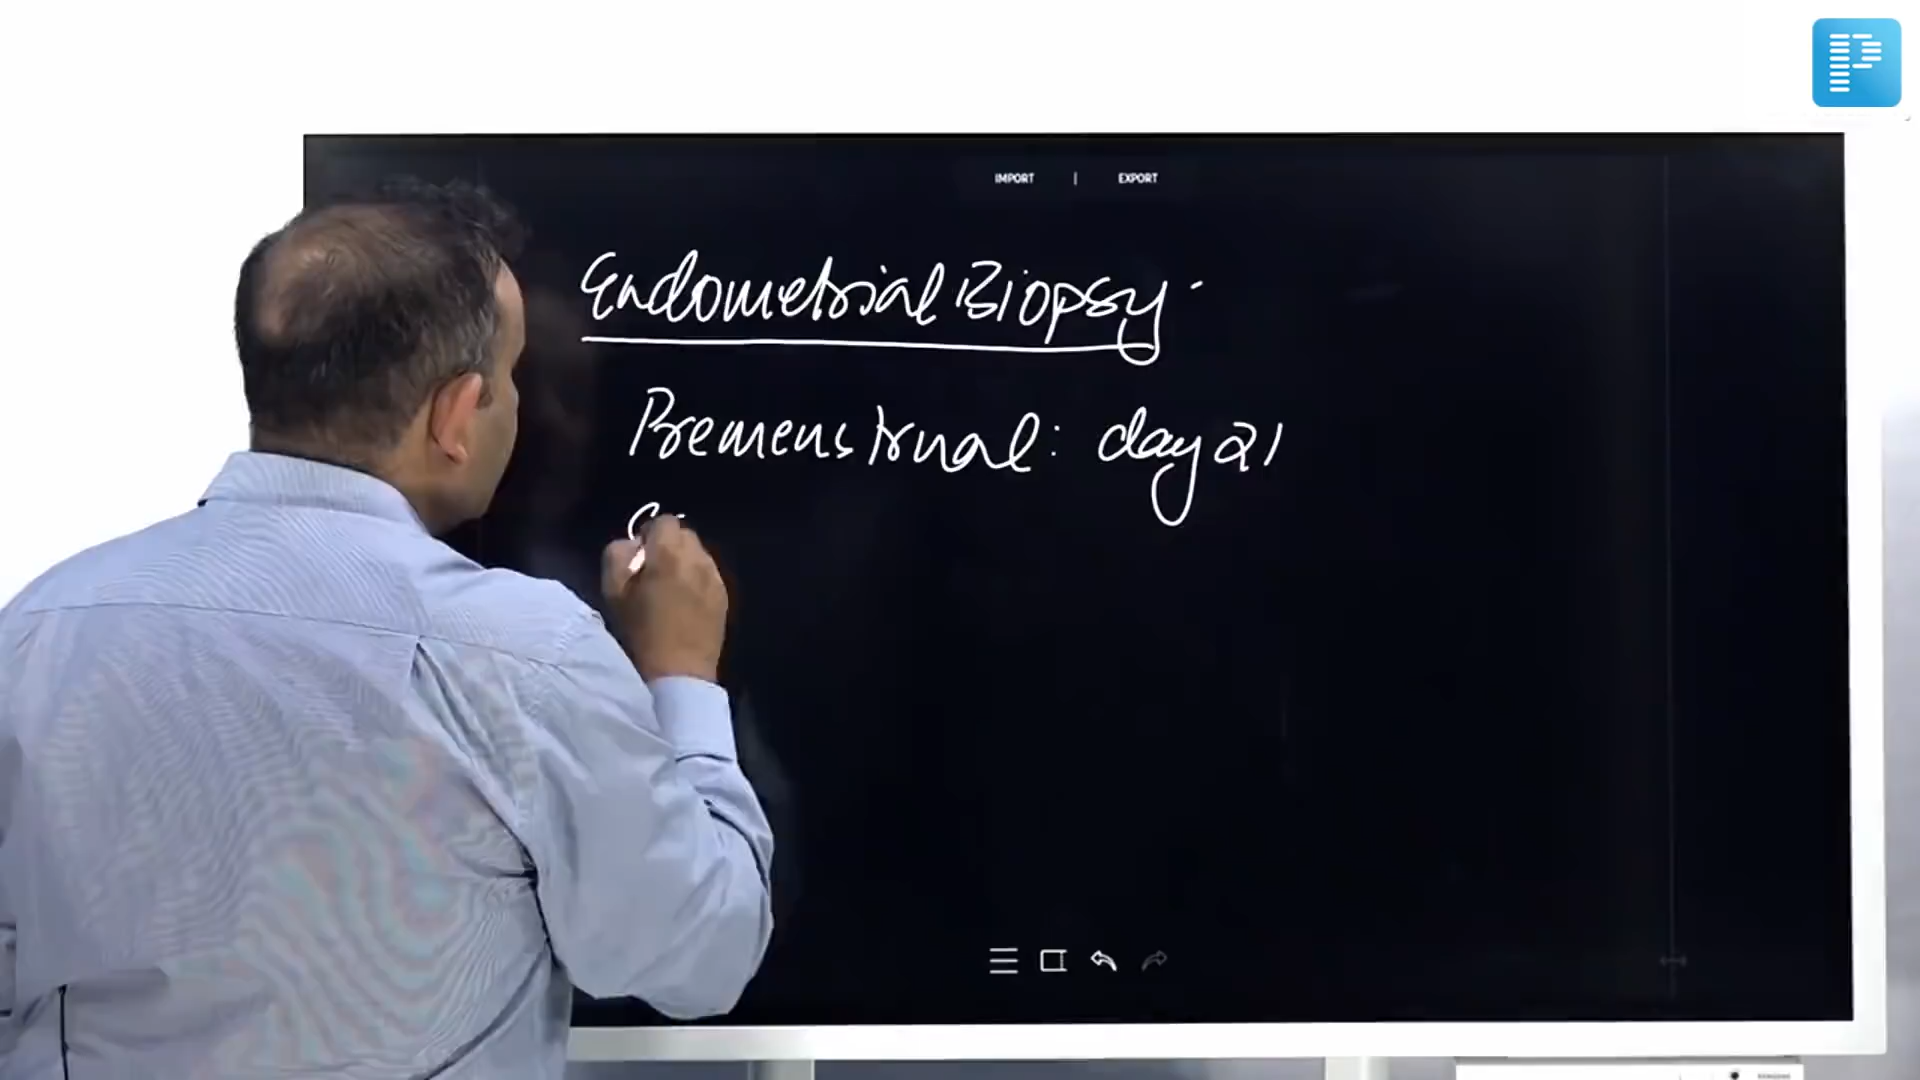 IMPORT | EXPORT
Endometrial Biopsy
Premenstrual: day 21